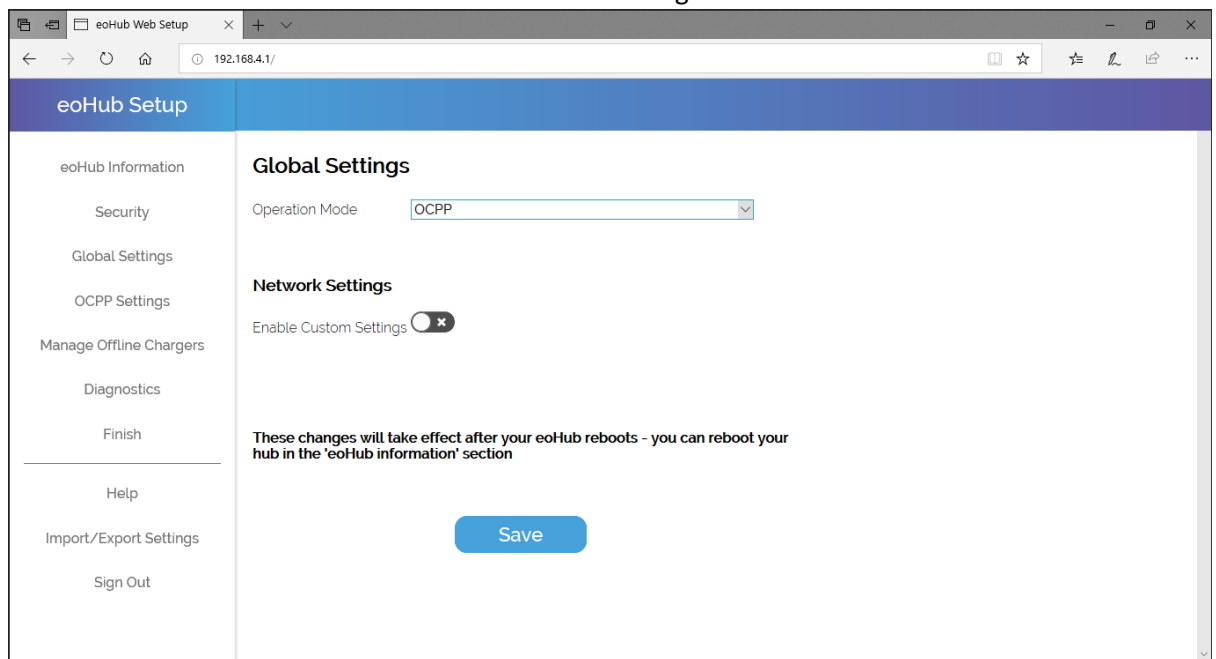 eoHub Web Setup
192.168.4.1/
eoHub Setup
eoHub Information
Security
Global Settings
OCPP Settings
Manage Offline Chargers
Diagnostics
Finish
Help
Import/Export Settings
Sign Out
Global Settings
Operation Mode OCPP
Network Settings
Enable Custom Settings
These changes will take effect after your eoHub reboots - you can reboot your
hub in the 'eoHub information' section
Save